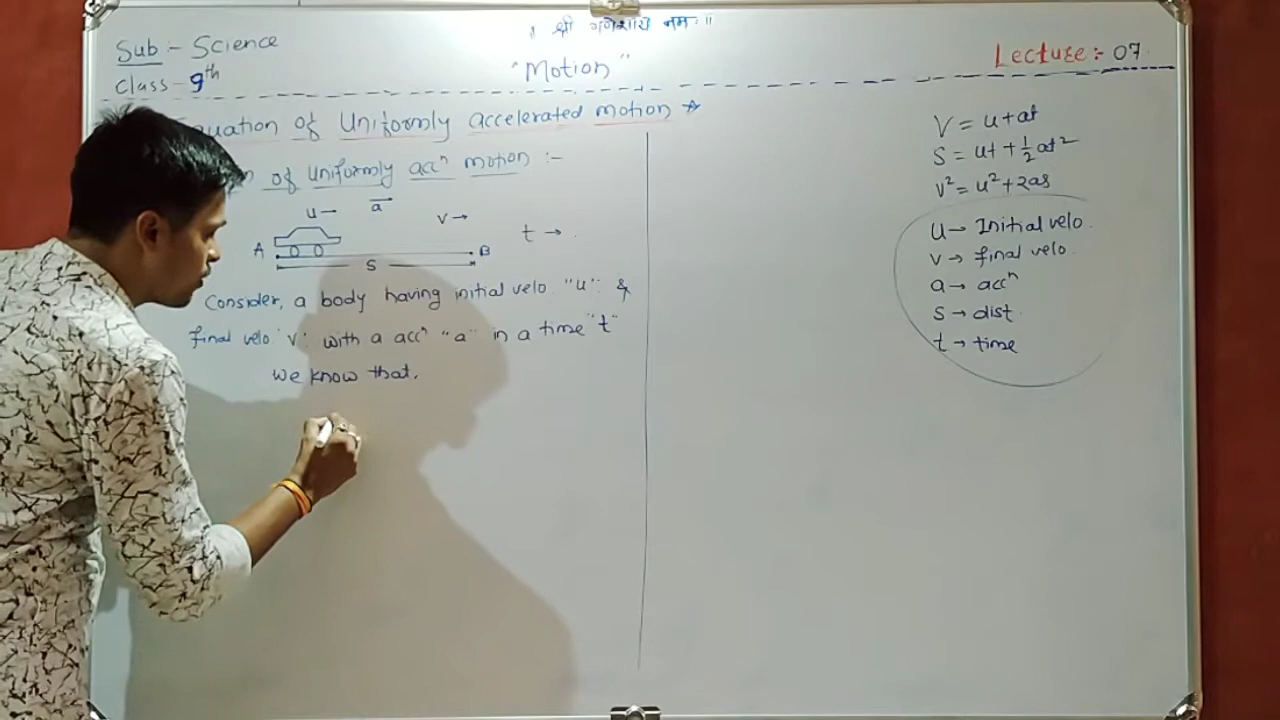 ॥ श्री गणेशाय नमः ॥
Sub :- Science
Class - 9th
"Motion"
Lecture :- 07
Equation of Uniformly accelerated motion
of Uniformly accn motion :-
u → a →
v →
t →
A B
S
Consider, a body having initial velo "u" &
final velo "v" with a accn "a" in a time "t"
we know that,
V = u + at
S = ut + 1/2 at²
V² = u² + 2as
u → Initial velo
v → final velo
a → accn
s → dist
t → time